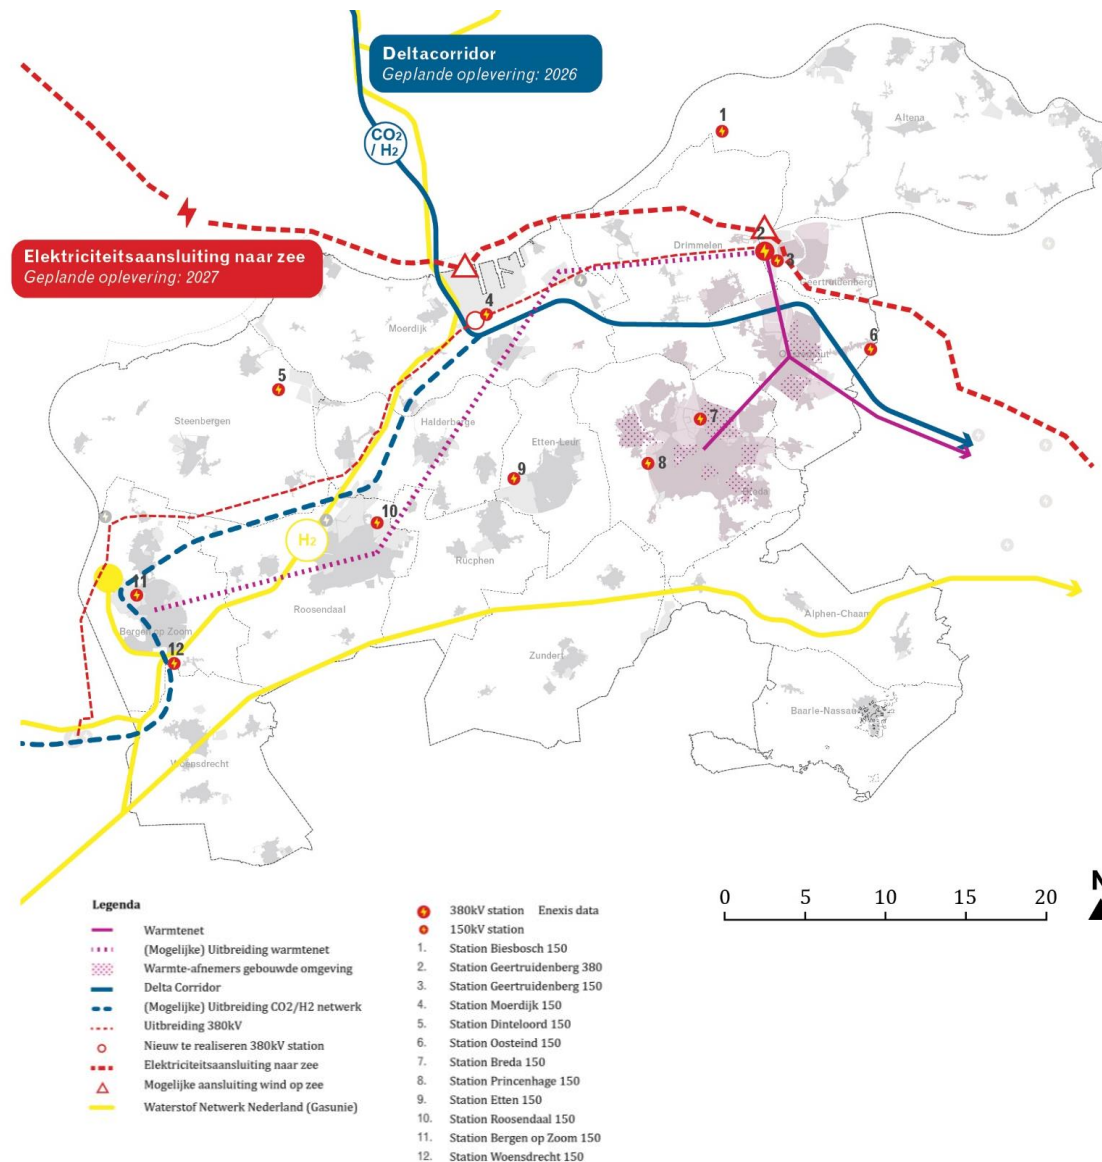 Deltacorridor
Geplande oplevering: 2026
CO2
/ H2
1
Altena
Elektriciteitsaansluiting naar zee
Geplande oplevering: 2027
2
Drimmelen
3
Geertruidenberg
4
Moerdijk
6
5
Steenbergen
Halderberge
Etten-Leur
7
8
9
Breda
10
H2
Rucphen
11
Roosendaal
Bergen op Zoom
Alphen-Chaam
12
Zundert
Baarle-Nassau
Woensdrecht
N
0 5 10 15 20
Legenda
Warmtenet
(Mogelijke) Uitbreiding warmtenet
Warmte-afnemers gebouwde omgeving
Delta Corridor
(Mogelijke) Uitbreiding CO2/H2 netwerk
Uitbreiding 380kV
Nieuw te realiseren 380kV station
Elektriciteitsaansluiting naar zee
Mogelijke aansluiting wind op zee
Waterstof Netwerk Nederland (Gasunie)
380kV station Enexis data
150kV station
1. Station Biesbosch 150
2. Station Geertruidenberg 380
3. Station Geertruidenberg 150
4. Station Moerdijk 150
5. Station Dinteloord 150
6. Station Oosteind 150
7. Station Breda 150
8. Station Princenhage 150
9. Station Etten 150
10. Station Roosendaal 150
11. Station Bergen op Zoom 150
12. Station Woensdrecht 150